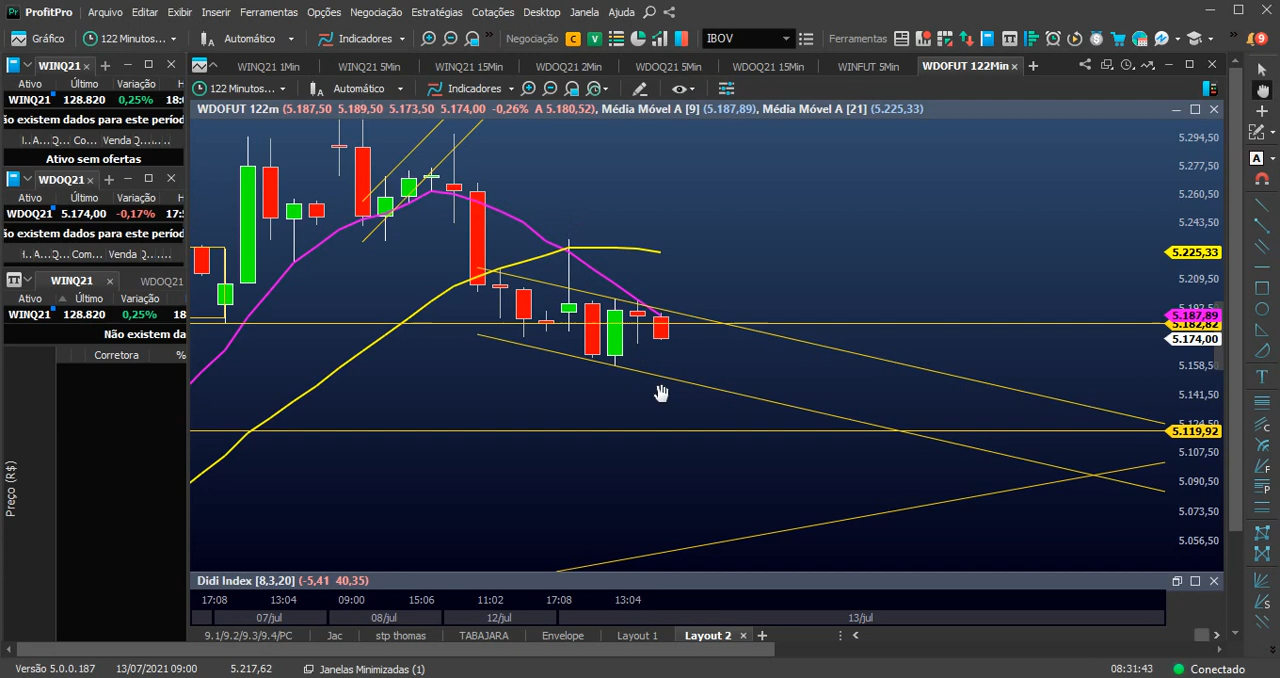 ProfitPro Arquivo Editar Exibir Inserir Ferramentas Opções Negociação Estratégias Cotações Desktop Janela Ajuda
Gráfico 122 Minutos... Automático Indicadores » Negociação C V IBOV Ferramentas 9
WINQ21
WINQ21 128.820 0,25% 18:0
ão existem dados para este períod
A... Co... Venda Q...
Ativo sem ofertas
WDOQ21
Ativo Último Variação H
WDOQ21 5.174,00 -0,17% 17:5
ão existem dados para este períod
A... Com... Venda Q...
WINQ21 WDOQ21
Ativo Último Variação
WINQ21 128.820 0,25% 18
Não existem da
Corretora %
Preço (R$)
WINQ21 1Min WINQ21 5Min WINQ21 15Min WDOQ21 2Min WDOQ21 5Min WDOQ21 15Min WINFUT 5Min WDOFUT 122Min
122 Minutos... Automático Indicadores
WDOFUT 122m (5.187,50 5.189,50 5.173,50 5.174,00 -0,26% A 5.180,52), Média Móvel A [9] (5.187,89), Média Móvel A [21] (5.225,33)
5.294,50
5.277,50
5.260,50
5.243,50
5.225,33
5.209,50
5.187,89
5.182,82
5.174,00
5.158,50
5.141,50
5.119,92
5.107,50
5.090,50
5.073,50
5.056,50
Didi Index [8,3,20] (-5,41 40,35)
17:08 13:04 09:00 15:06 11:02 17:08 13:04
07/jul 08/jul 12/jul 13/jul
9.1/9.2/9.3/9.4/PC Jac stp thomas TABAJARA Envelope Layout 1 Layout 2
Versão 5.0.0.187 13/07/2021 09:00 5.217,62 Janelas Minimizadas (1) 08:31:43 Conectado